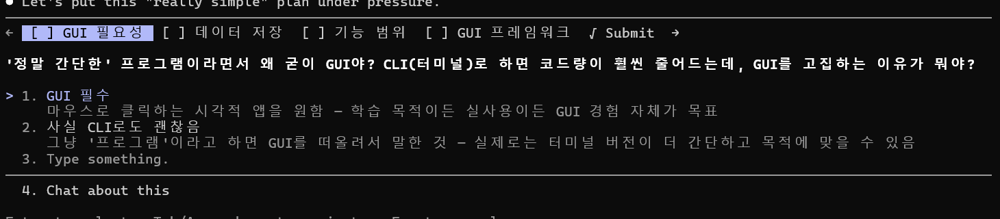 ● Let's put this "really simple" plan under pressure.
← [ ] GUI 필요성 [ ] 데이터 저장 [ ] 기능 범위 [ ] GUI 프레임워크 √ Submit →
'정말 간단한' 프로그램이라면서 왜 굳이 GUI야? CLI(터미널)로 하면 코드량이 훨씬 줄어드는데, GUI를 고집하는 이유가 뭐야?
> 1. GUI 필수
마우스로 클릭하는 시각적 앱을 원함 — 학습 목적이든 실사용이든 GUI 경험 자체가 목표
2. 사실 CLI로도 괜찮음
그냥 '프로그램'이라고 하면 GUI를 떠올려서 말한 것 — 실제로는 터미널 버전이 더 간단하고 목적에 맞을 수 있음
3. Type something.
4. Chat about this